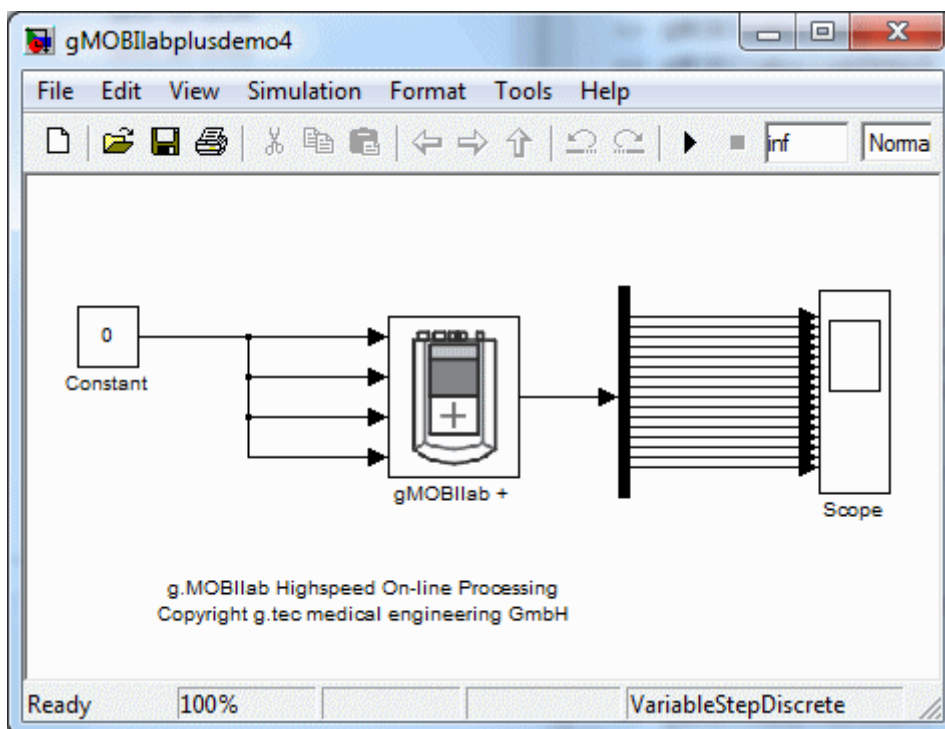 gMOBIlabplusdemo4
File Edit View Simulation Format Tools Help
inf Norma
0
Constant
gMOBIlab +
Scope
g.MOBIlab Highspeed On-line Processing
Copyright g.tec medical engineering GmbH
Ready 100% VariableStepDiscrete